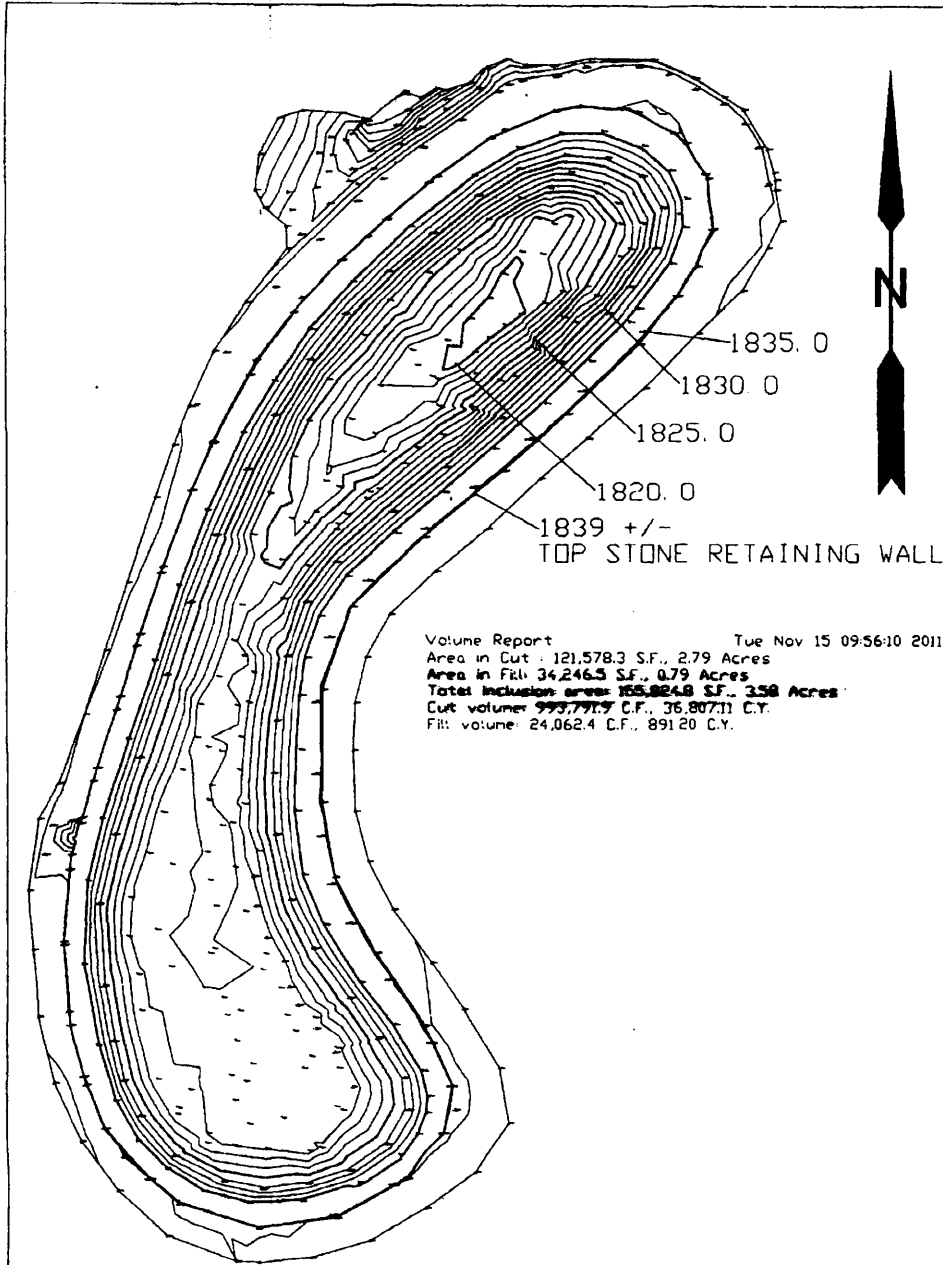 N
1835.0
1830.0
1825.0
1820.0
1839 +/-
TOP STONE RETAINING WALL
Volume Report Tue Nov 15 09:56:10 2011
Area in Cut : 121,578.3 S.F., 2.79 Acres
Area in Fill: 34,246.5 S.F., 0.79 Acres
Total inclusion area: 155,824.8 S.F., 3.58 Acres
Cut volume: 993,791.9 C.F., 36,807.11 C.Y.
Fill volume: 24,062.4 C.F., 891.20 C.Y.